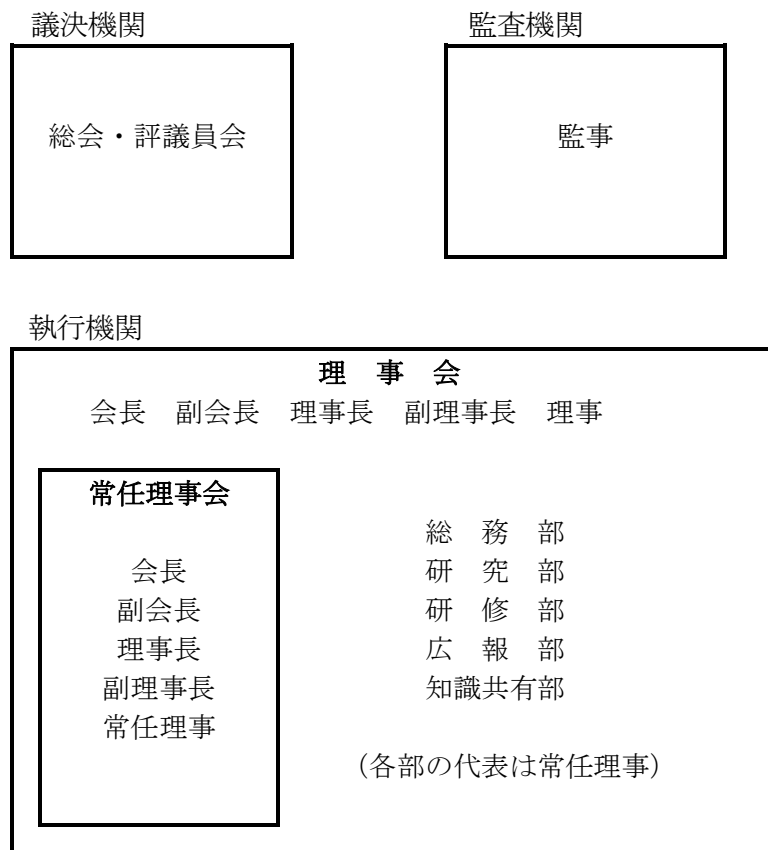 議決機関
監査機関
総会・評議員会
監事
執行機関
理　事　会
会長　副会長　理事長　副理事長　理事
常任理事会
会長
副会長
理事長
副理事長
常任理事
総　務　部
研　究　部
研　修　部
広　報　部
知識共有部
（各部の代表は常任理事）